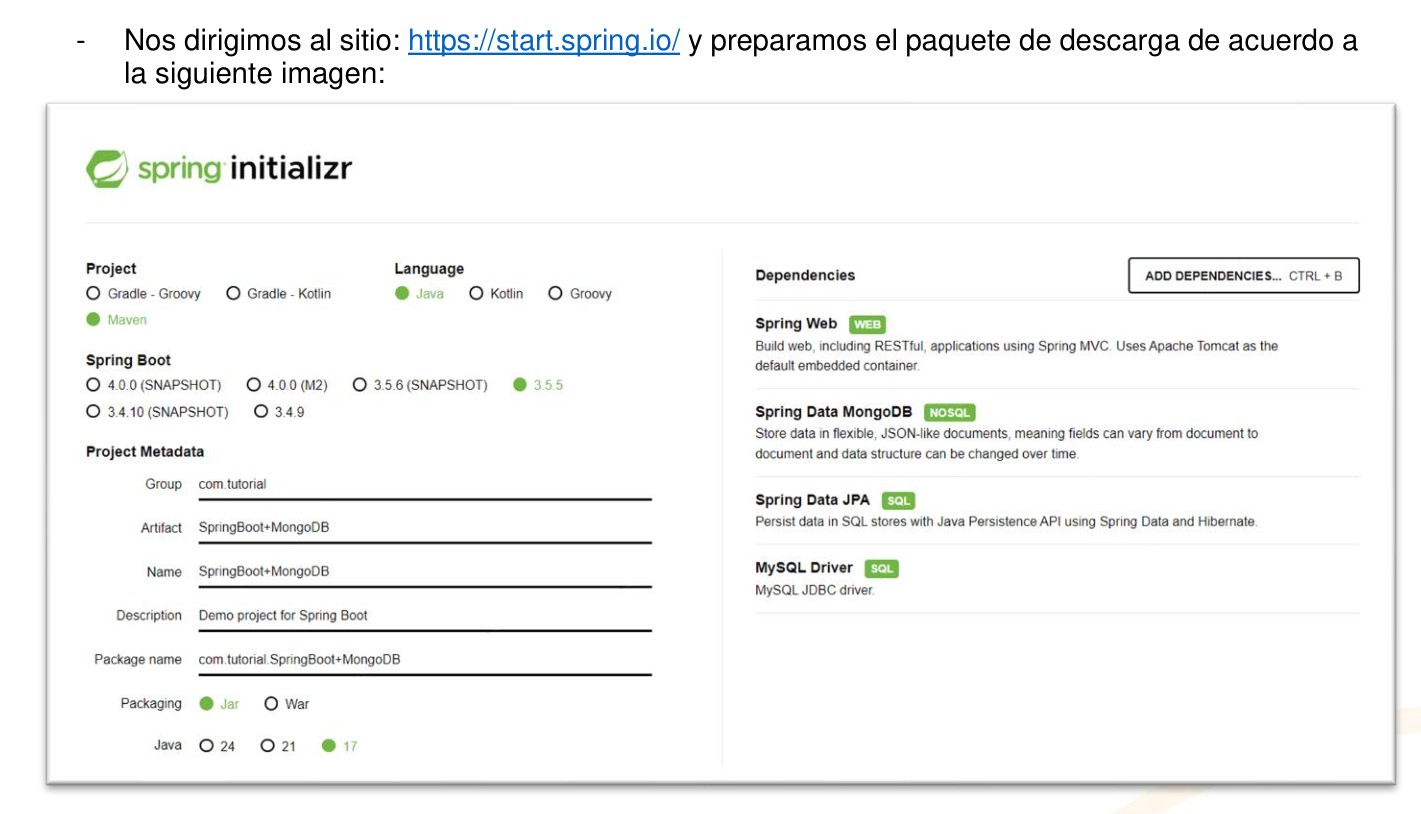 - Nos dirigimos al sitio: https://start.spring.io/ y preparamos el paquete de descarga de acuerdo a
la siguiente imagen:
spring initializr
Project
Gradle - Groovy Gradle - Kotlin
Maven
Language
Java Kotlin Groovy
Spring Boot
4.0.0 (SNAPSHOT) 4.0.0 (M2) 3.5.6 (SNAPSHOT) 3.5.5
3.4.10 (SNAPSHOT) 3.4.9
Project Metadata
Group com.tutorial
Artifact SpringBoot+MongoDB
Name SpringBoot+MongoDB
Description Demo project for Spring Boot
Package name com.tutorial.SpringBoot+MongoDB
Packaging Jar War
Java 24 21 17
Dependencies ADD DEPENDENCIES... CTRL + B
Spring Web WEB
Build web, including RESTful, applications using Spring MVC. Uses Apache Tomcat as the
default embedded container.
Spring Data MongoDB NOSQL
Store data in flexible, JSON-like documents, meaning fields can vary from document to
document and data structure can be changed over time.
Spring Data JPA SQL
Persist data in SQL stores with Java Persistence API using Spring Data and Hibernate.
MySQL Driver SQL
MySQL JDBC driver.